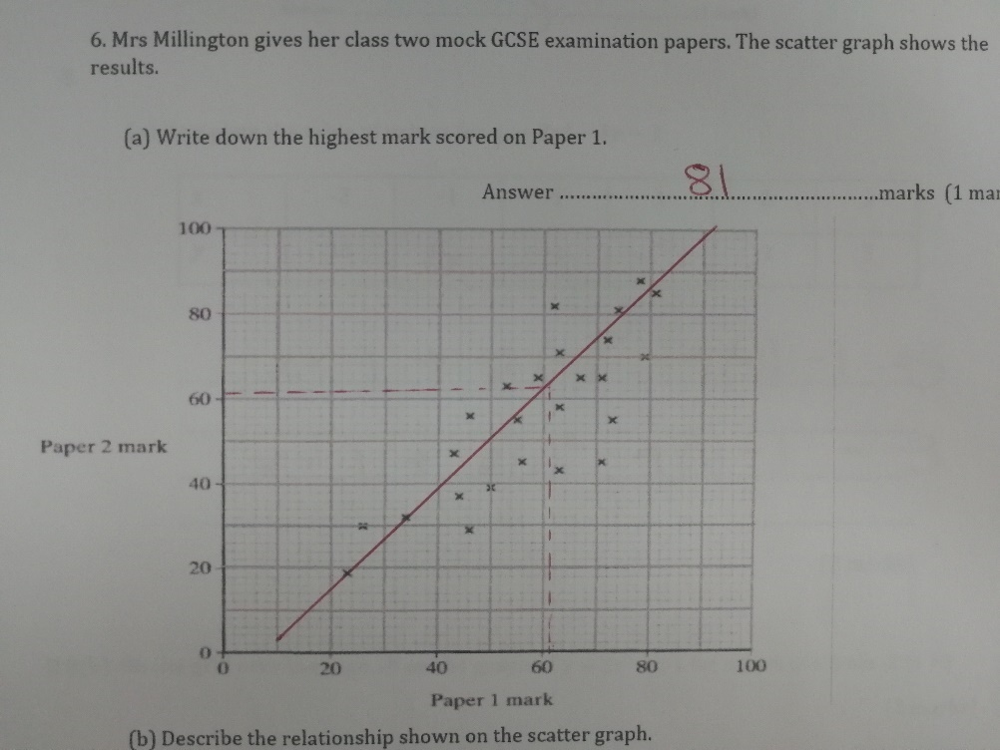 6. Mrs Millington gives her class two mock GCSE examination papers. The scatter graph shows the
results.
(a) Write down the highest mark scored on Paper 1.
Answer ..................81..................marks (1 mar
100
80
60
Paper 2 mark
40
20
0
0 20 40 60 80 100
Paper 1 mark
(b) Describe the relationship shown on the scatter graph.